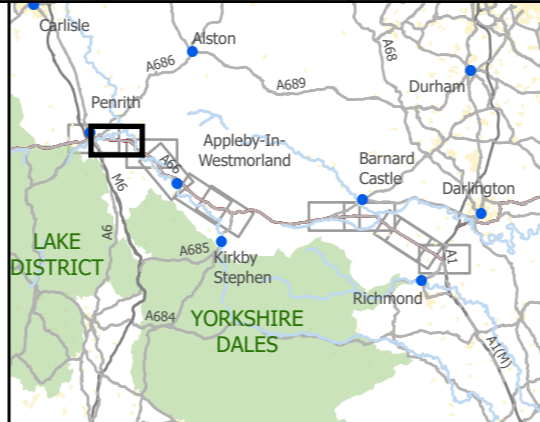 Carlisle
Alston
A686
A68
A689
Durham
Penrith
Appleby-In-
Westmorland
A66
Barnard
Castle
Darlington
M6
A6
LAKE
DISTRICT
A685
Kirkby
Stephen
A1
Richmond
A684
YORKSHIRE
DALES
A1(M)